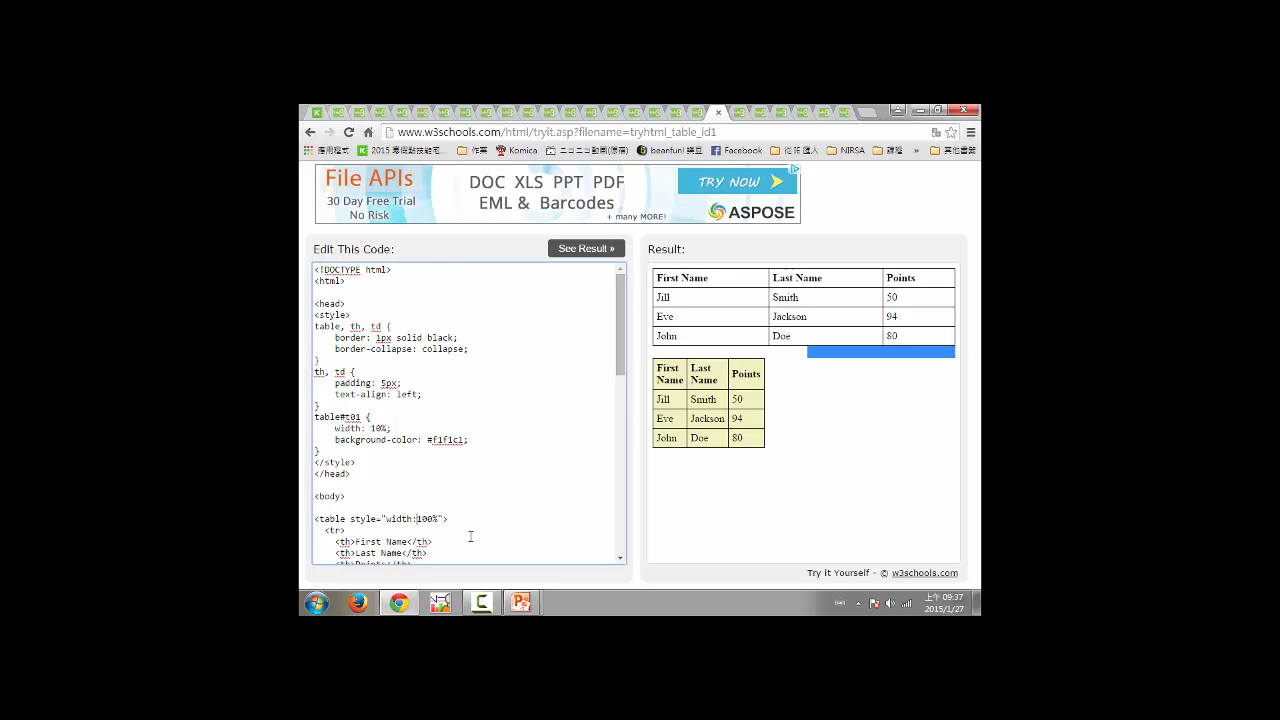 www.w3schools.com/html/tryit.asp?filename=tryhtml_table_id1
應用程式
作業
Komica
ニコニコ動画(原宿)
beanfun! 樂豆
Facebook
NIRSA
課程
»
其他書籤
File APIs
30 Day Free Trial
No Risk
DOC XLS PPT PDF
EML & Barcodes
+ many MORE!
TRY NOW
ASPOSE
Edit This Code:
See Result »
<!DOCTYPE html>
<html>
<head>
<style>
table, th, td {
border: 1px solid black;
border-collapse: collapse;
}
th, td {
padding: 5px;
text-align: left;
}
table#t01 {
width: 10%;
background-color: #f1f1c1;
}
</style>
</head>
<body>
<table style="width:100%">
<tr>
<th>First Name</th>
<th>Last Name</th>
<th>Points</th>
Result:
First Name Last Name Points
Jill Smith 50
Eve Jackson 94
John Doe 80
First Name Last Name Points
Jill Smith 50
Eve Jackson 94
John Doe 80
Try it Yourself - © w3schools.com
上午 09:37
2015/1/27